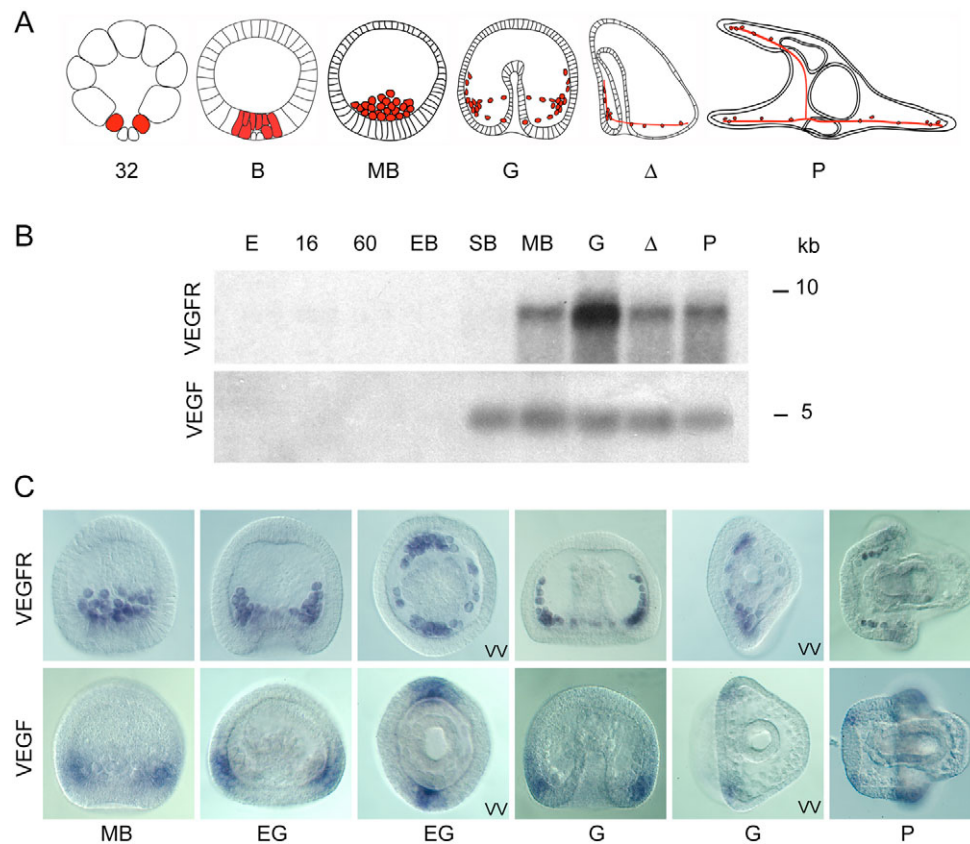 A
32 B MB G Δ P
B
E 16 60 EB SB MB G Δ P kb
VEGFR
10
VEGF
5
C
VEGFR
VV VV
VEGF
VV VV
MB EG EG G G P